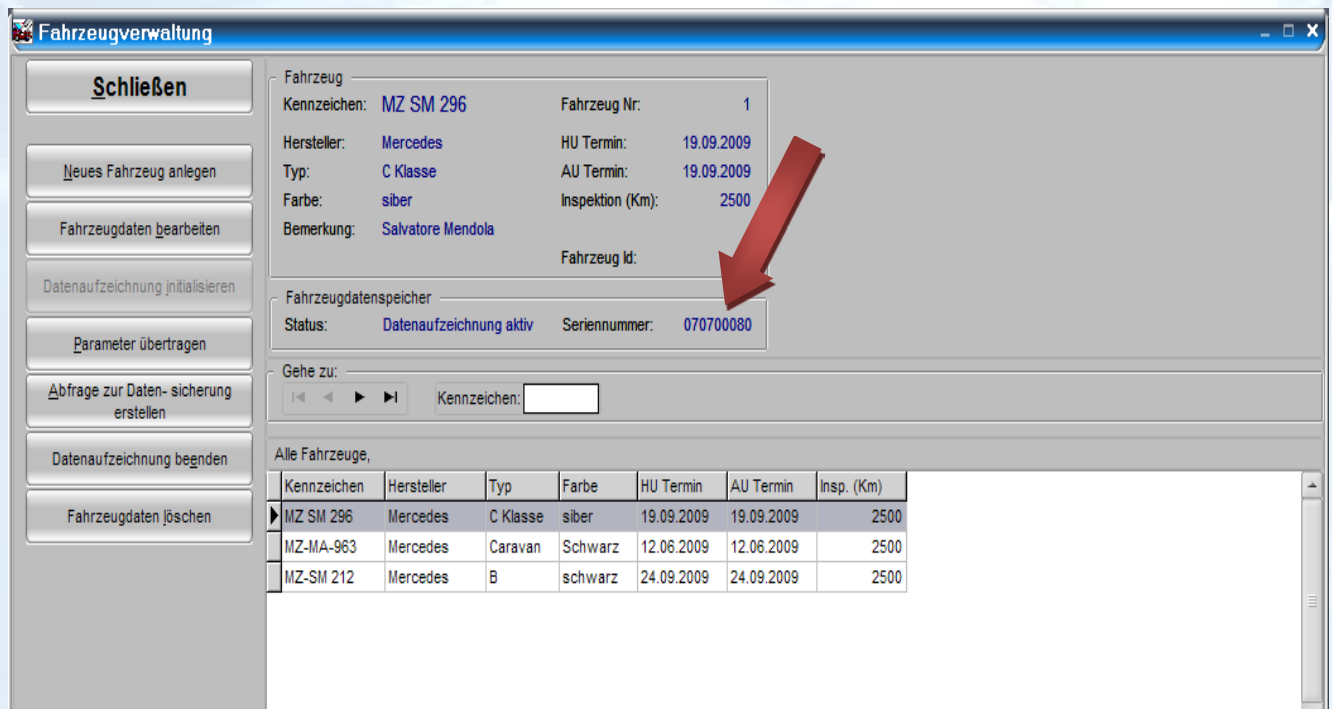 Fahrzeugverwaltung
Schließen
Neues Fahrzeug anlegen
Fahrzeugdaten bearbeiten
Datenaufzeichnung initialisieren
Parameter übertragen
Abfrage zur Daten- sicherung
erstellen
Datenaufzeichnung beenden
Fahrzeugdaten löschen
Fahrzeug
Kennzeichen: MZ SM 296 Fahrzeug Nr: 1
Hersteller: Mercedes HU Termin: 19.09.2009
Typ: C Klasse AU Termin: 19.09.2009
Farbe: siber Inspektion (Km): 2500
Bemerkung: Salvatore Mendola
Fahrzeug Id:
Fahrzeugdatenspeicher
Status: Datenaufzeichnung aktiv Seriennummer: 070700080
Gehe zu:
Kennzeichen:
Alle Fahrzeuge,
Kennzeichen Hersteller Typ Farbe HU Termin AU Termin Insp. (Km)
MZ SM 296 Mercedes C Klasse siber 19.09.2009 19.09.2009 2500
MZ-MA-963 Mercedes Caravan Schwarz 12.06.2009 12.06.2009 2500
MZ-SM 212 Mercedes B schwarz 24.09.2009 24.09.2009 2500